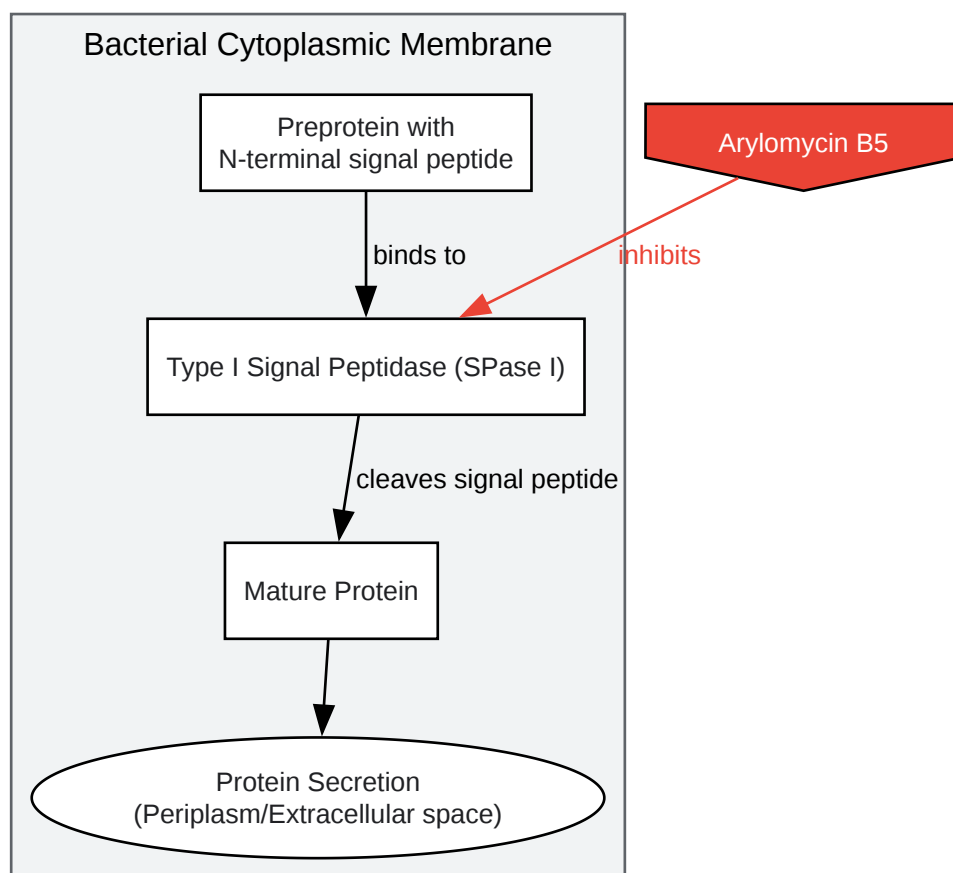 Bacterial Cytoplasmic Membrane
Preprotein with
N-terminal signal peptide
Arylomycin B5
binds to
inhibits
Type I Signal Peptidase (SPase I)
cleaves signal peptide
Mature Protein
Protein Secretion
(Periplasm/Extracellular space)